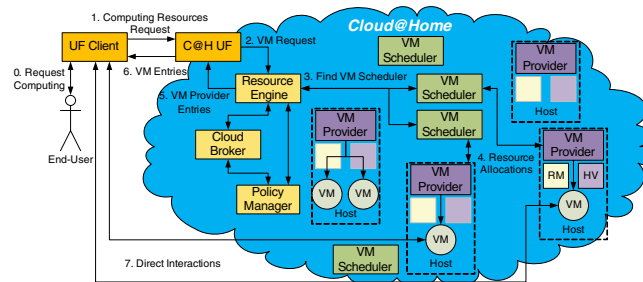 1. Computing Resources
Request
Cloud@Home
UF Client
C@H UF
2. VM Request
VM
Scheduler
VM
Provider
Host
0. Request
Computing
6. VM Entries
5. VM Provider
Entries
Resource
Engine
3. Find VM Scheduler
VM
Scheduler
VM
Scheduler
End-User
Cloud
Broker
Policy
Manager
VM
Provider
VM
VM
Host
4. Resource
Allocations
VM
Provider
VM
Host
VM
Provider
RM
HV
VM
Host
7. Direct Interactions
VM
Scheduler